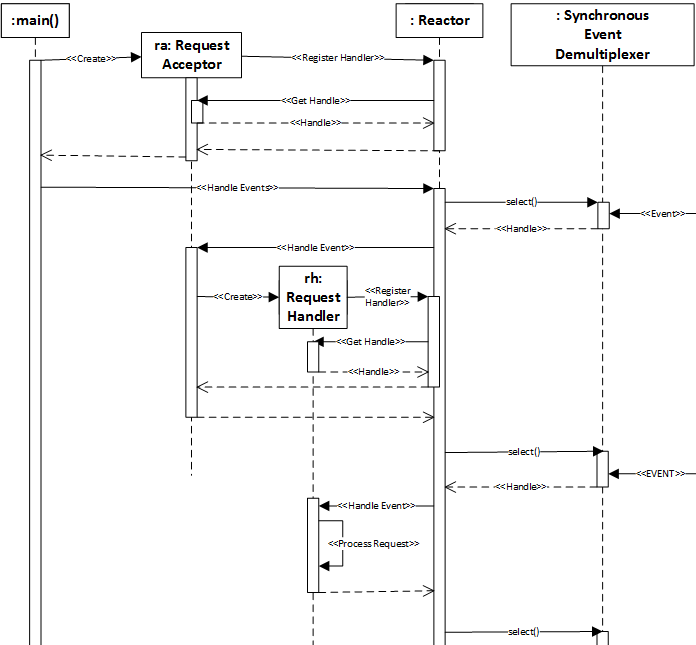 :main()
ra: Request
Acceptor
: Reactor
: Synchronous
Event
Demultiplexer
<<Create>>
<<Register Handler>>
<<Get Handle>>
<<Handle>>
<<Handle Events>>
select()
<<Event>>
<<Handle>>
<<Handle Event>>
rh:
Request
Handler
<<Create>>
<<Register
Handler>>
<<Get Handle>>
<<Handle>>
select()
<<EVENT>>
<<Handle>>
<<Handle Event>>
<<Process Request>>
select()